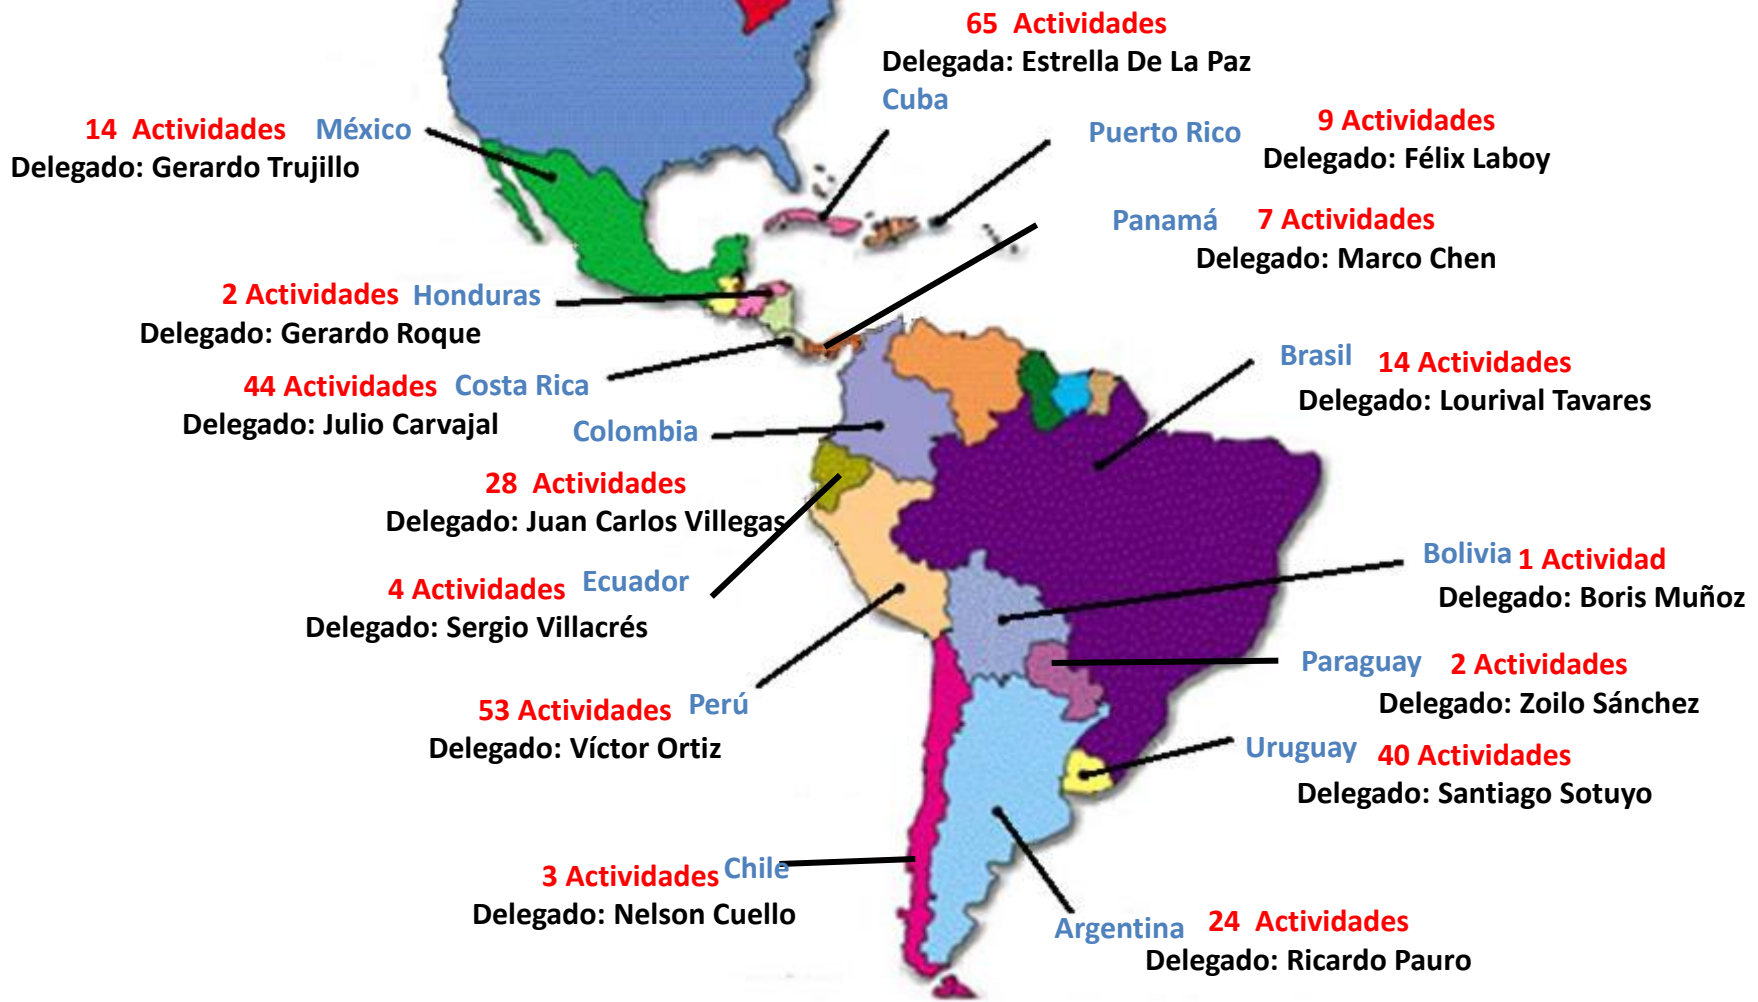 65  Actividades
Delegada: Estrella De La Paz
Cuba
14  Actividades México
Delegado: Gerardo Trujillo
Puerto Rico 9 Actividades
Delegado: Félix Laboy
Panamá 7 Actividades
Delegado: Marco Chen
2 Actividades Honduras
Delegado: Gerardo Roque
44 Actividades Costa Rica
Delegado: Julio Carvajal
Brasil 14 Actividades
Delegado: Lourival Tavares
Colombia
28  Actividades
Delegado: Juan Carlos Villegas
4 Actividades Ecuador
Delegado: Sergio Villacrés
Bolivia 1 Actividad
Delegado: Boris Muñoz
Paraguay 2 Actividades
Delegado: Zoilo Sánchez
53 Actividades Perú
Delegado: Víctor Ortiz
Uruguay 40 Actividades
Delegado: Santiago Sotuyo
3 Actividades Chile
Delegado: Nelson Cuello
Argentina 24  Actividades
Delegado: Ricardo Pauro